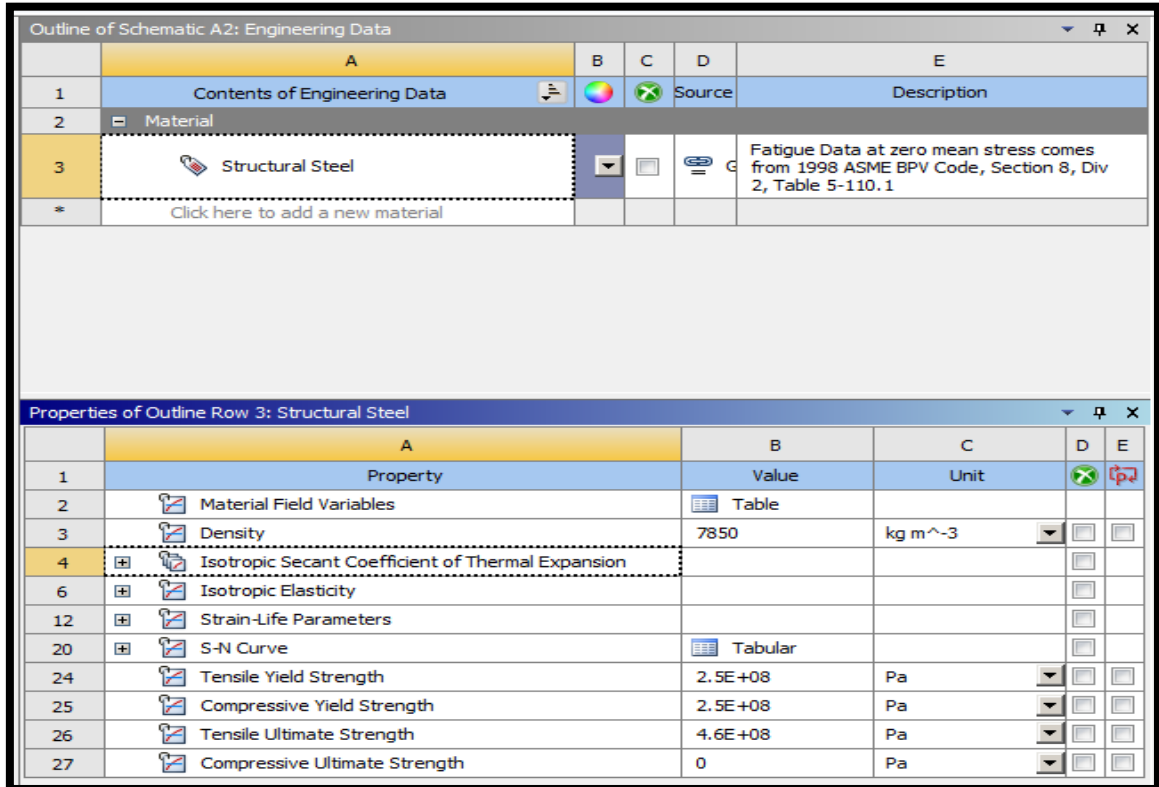 Outline of Schematic A2: Engineering Data
A B C D E
1 Contents of Engineering Data Source Description
2 Material
3 Structural Steel G Fatigue Data at zero mean stress comes
from 1998 ASME BPV Code, Section 8, Div
2, Table 5-110.1
* Click here to add a new material
Properties of Outline Row 3: Structural Steel
A B C D E
1 Property Value Unit
2 Material Field Variables Table
3 Density 7850 kg m^-3
4 Isotropic Secant Coefficient of Thermal Expansion
6 Isotropic Elasticity
12 Strain-Life Parameters
20 S-N Curve Tabular
24 Tensile Yield Strength 2.5E+08 Pa
25 Compressive Yield Strength 2.5E+08 Pa
26 Tensile Ultimate Strength 4.6E+08 Pa
27 Compressive Ultimate Strength 0 Pa